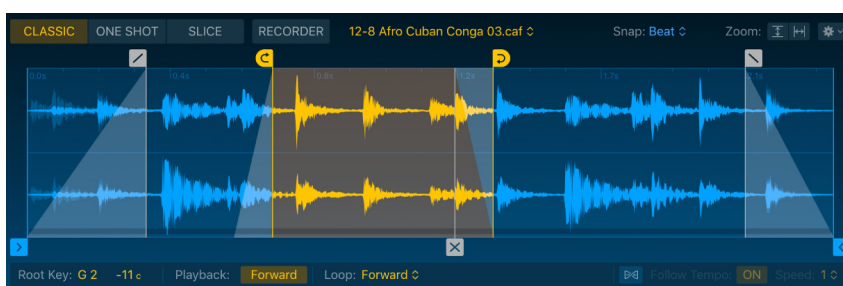 CLASSIC ONE SHOT SLICE RECORDER 12-8 Afro Cuban Conga 03.caf Snap: Beat Zoom:
0.0s 0.4s 0.8s 1.2s 1.7s 2.1s
Root Key: G 2 -11 c Playback: Forward Loop: Forward Follow Tempo: ON Speed: 1